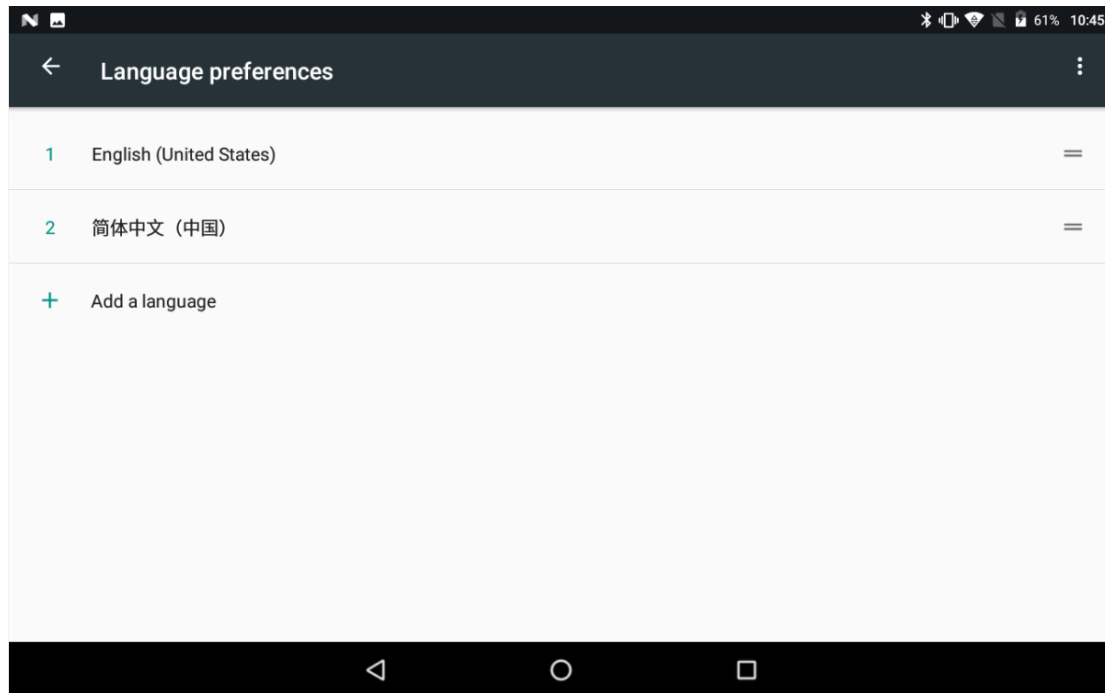 61% 10:45
Language preferences
1 English (United States)
2 简体中文（中国）
+ Add a language